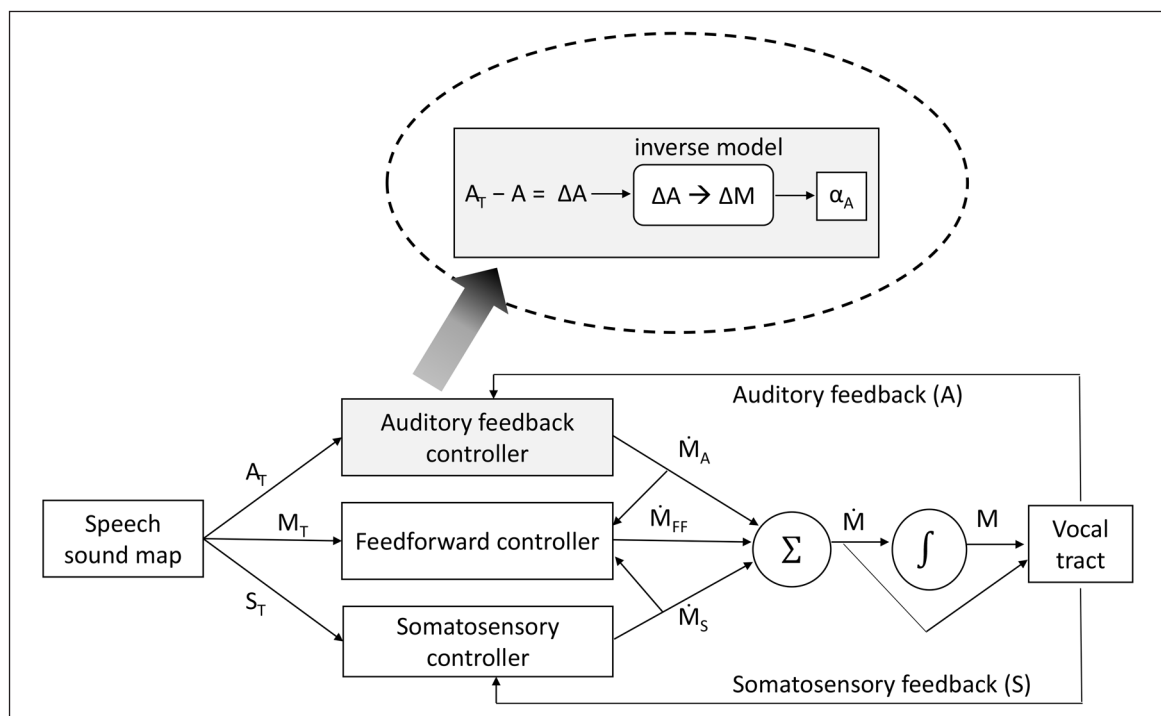 inverse model
A_T − A = ΔA
ΔA → ΔM
α_A
Auditory feedback (A)
Auditory feedback
controller
Ṁ_A
A_T
Speech
sound map
M_T
Feedforward controller
Ṁ_FF
Σ
Ṁ
∫
M
Vocal
tract
S_T
Somatosensory
controller
Ṁ_S
Somatosensory feedback (S)